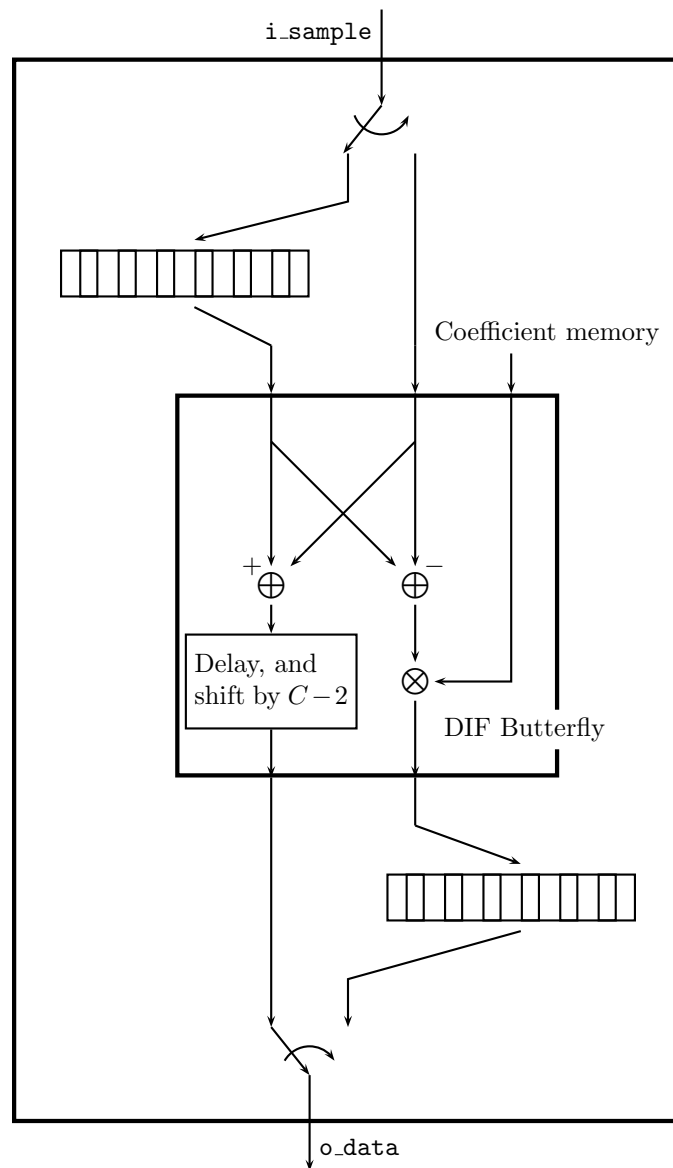 i_sample
Coefficient memory
+
−
Delay, and
shift by C − 2
DIF Butterfly
o_data